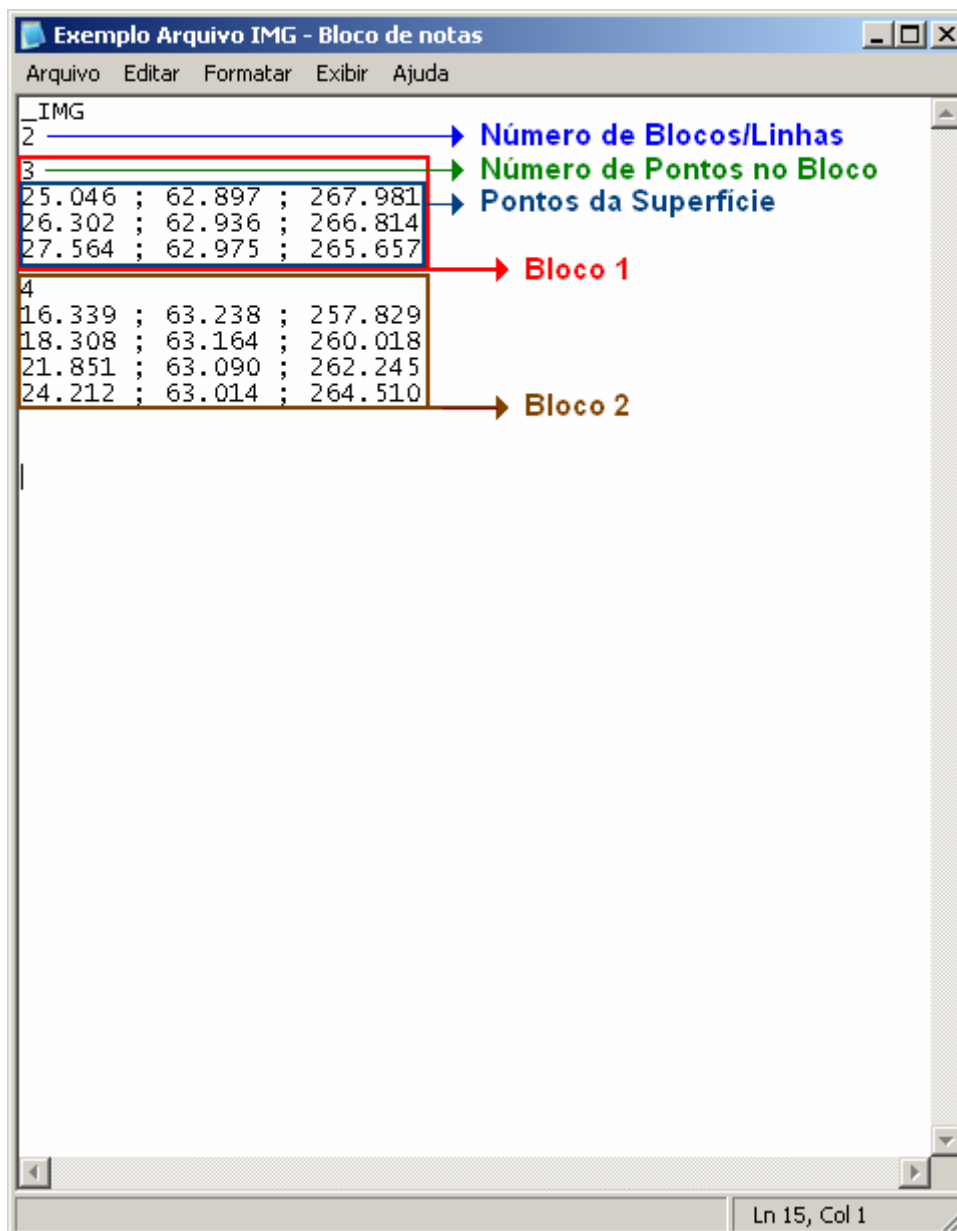 Exemplo Arquivo IMG - Bloco de notas
Arquivo Editar Formatar Exibir Ajuda
_IMG
2 Número de Blocos/Linhas
3 Número de Pontos no Bloco
25.046 ; 62.897 ; 267.981 Pontos da Superfície
26.302 ; 62.936 ; 266.814
27.564 ; 62.975 ; 265.657
Bloco 1
4
16.339 ; 63.238 ; 257.829
18.308 ; 63.164 ; 260.018
21.851 ; 63.090 ; 262.245
24.212 ; 63.014 ; 264.510
Bloco 2
Ln 15, Col 1